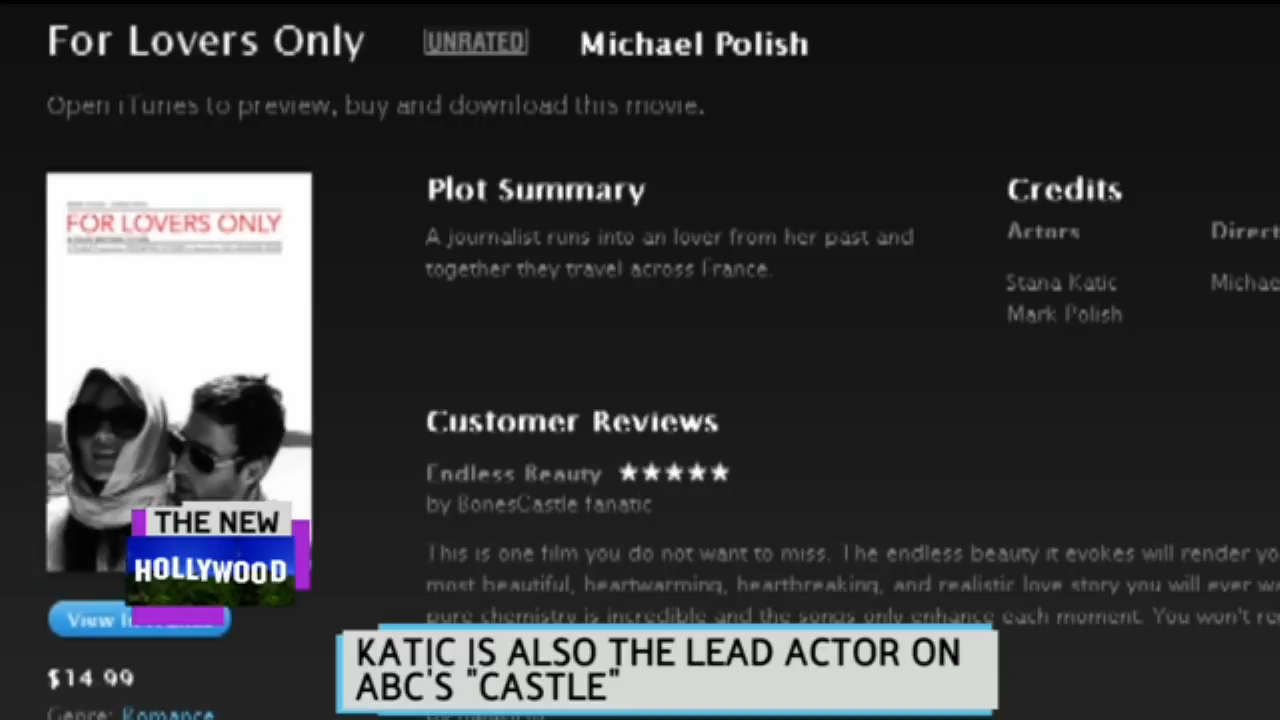 For Lovers Only UNRATED Michael Polish
Open iTunes to preview, buy and download this movie.
FOR LOVERS ONLY
Plot Summary
A journalist runs into an lover from her past and
together they travel across France.
Credits
Actors Direct
Stana Katic Michae
Mark Polish
Customer Reviews
Endless Beauty ★★★★★
by BonesCastle fanatic
This is one film you do not want to miss. The endless beauty it evokes will render yo
most beautiful, heartwarming, heartbreaking, and realistic love story you will ever wa
pure chemistry is incredible and the songs only enhance each moment. You won't re
THE NEW
HOLLYWOOD
View In
$14.99
Genre: Romance
KATIC IS ALSO THE LEAD ACTOR ON
ABC'S "CASTLE"